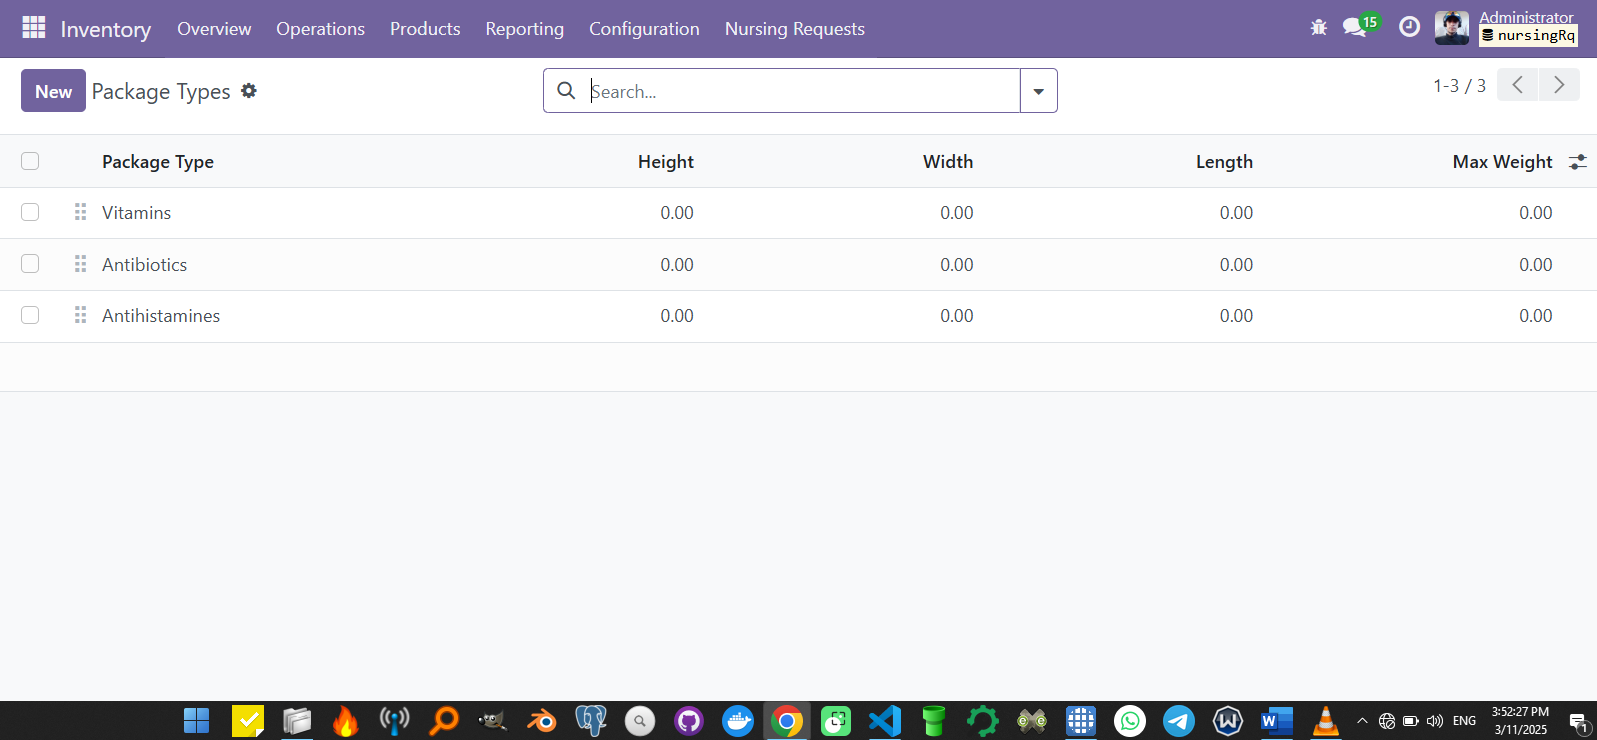 Inventory Overview Operations Products Reporting Configuration Nursing Requests 15 Administrator
nursingRq
New Package Types Search... 1-3 / 3
Package Type Height Width Length Max Weight
Vitamins 0.00 0.00 0.00 0.00
Antibiotics 0.00 0.00 0.00 0.00
Antihistamines 0.00 0.00 0.00 0.00
W ENG 3:52:27 PM
3/11/2025 1